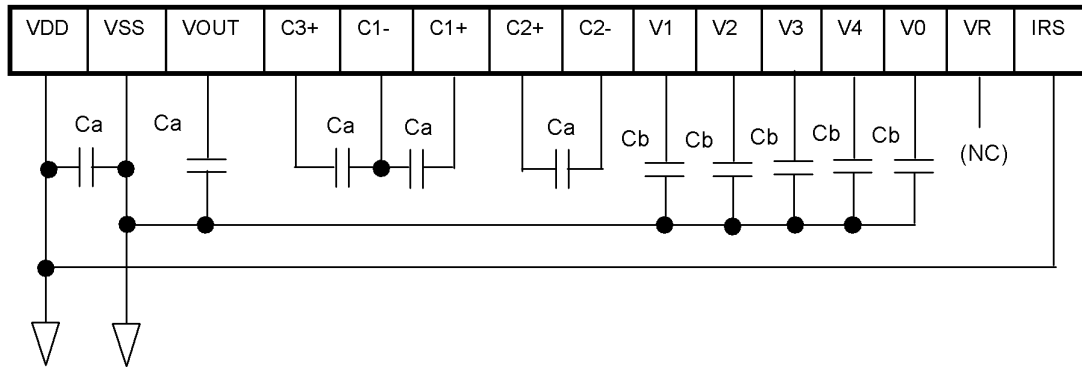 VDD VSS VOUT C3+ C1- C1+ C2+ C2- V1 V2 V3 V4 V0 VR IRS
Ca Ca Ca Ca Ca Cb Cb Cb Cb Cb
(NC)